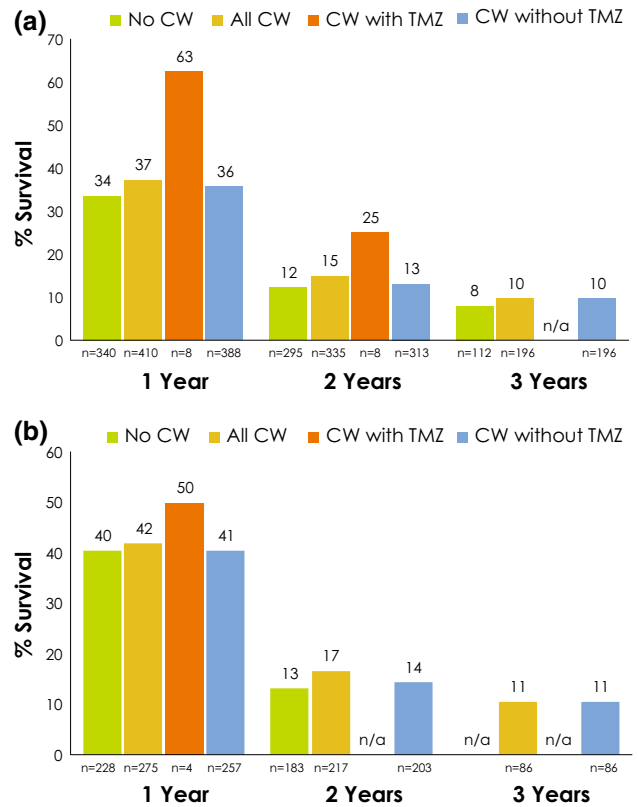 (a)
No CW All CW CW with TMZ CW without TMZ
70
60
50
40
30
20
10
0
% Survival
34 37 63 36
12 15 25 13
8 10 n/a 10
n=340 n=410 n=8 n=388 n=295 n=335 n=8 n=313 n=112 n=196 n=196
1 Year 2 Years 3 Years
(b)
No CW All CW CW with TMZ CW without TMZ
60
50
40
30
20
10
0
% Survival
40 42 50 41
13 17 n/a 14
n/a 11 n/a 11
n=228 n=275 n=4 n=257 n=183 n=217 n=203 n=86 n=86
1 Year 2 Years 3 Years